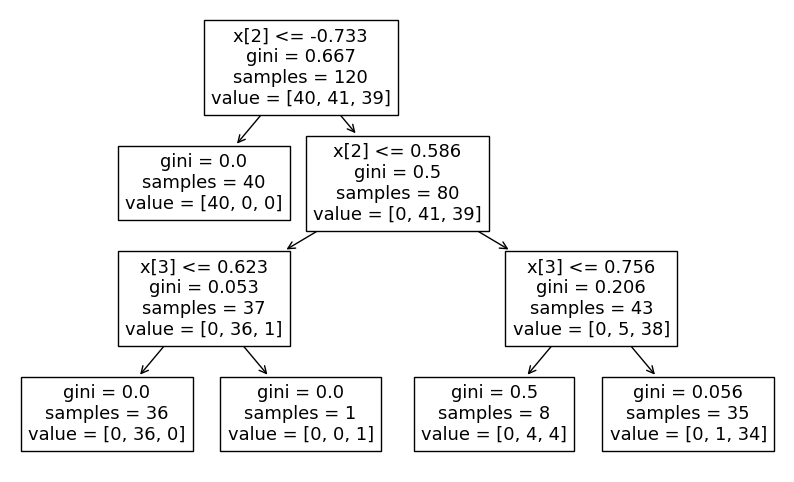 x[2] <= -0.733
gini = 0.667
samples = 120
value = [40, 41, 39]
gini = 0.0
samples = 40
value = [40, 0, 0]
x[2] <= 0.586
gini = 0.5
samples = 80
value = [0, 41, 39]
x[3] <= 0.623
gini = 0.053
samples = 37
value = [0, 36, 1]
x[3] <= 0.756
gini = 0.206
samples = 43
value = [0, 5, 38]
gini = 0.0
samples = 36
value = [0, 36, 0]
gini = 0.0
samples = 1
value = [0, 0, 1]
gini = 0.5
samples = 8
value = [0, 4, 4]
gini = 0.056
samples = 35
value = [0, 1, 34]